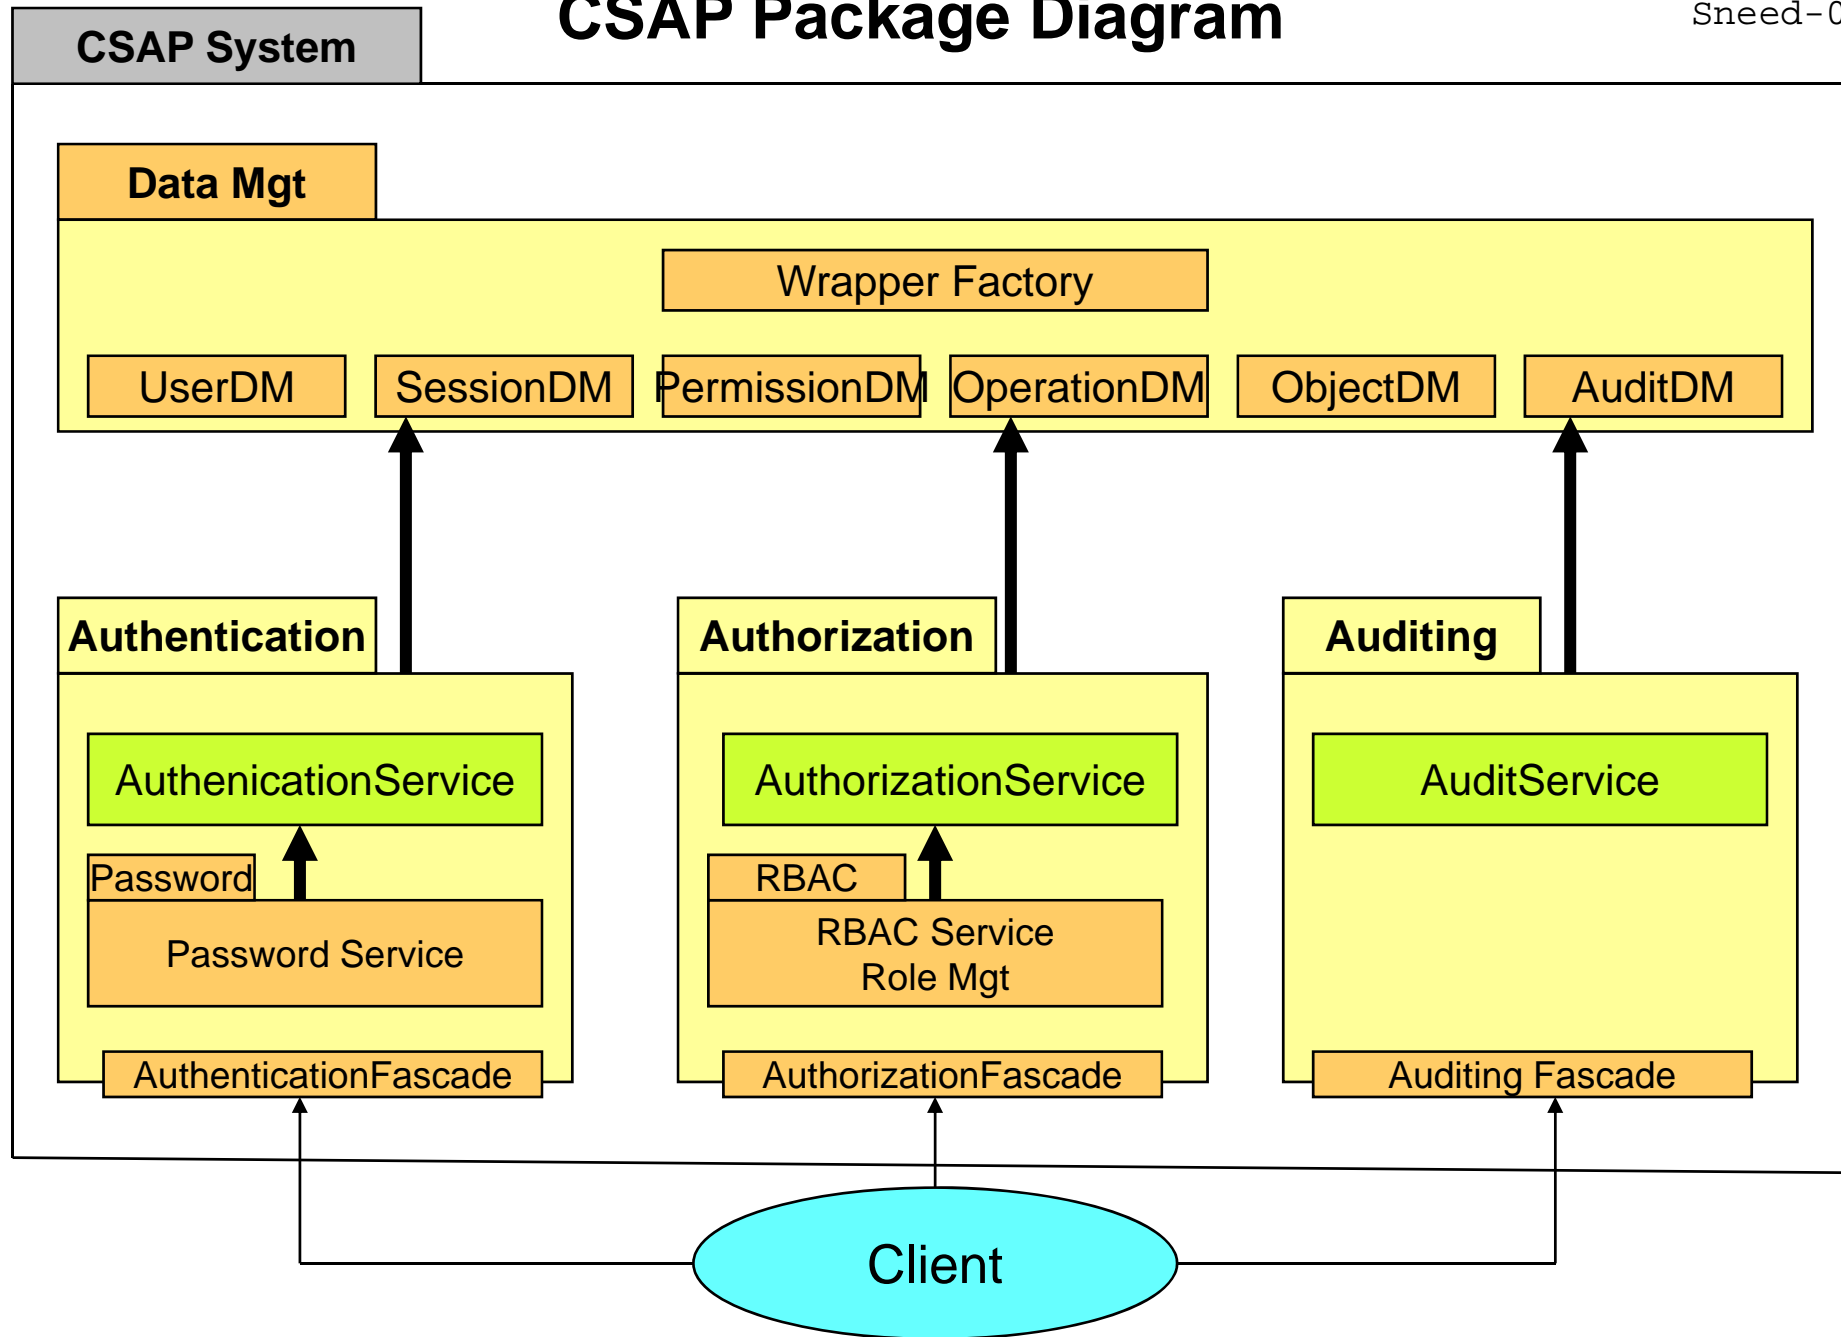 CSAP Package Diagram
Sneed-0
CSAP System
Data Mgt
Wrapper Factory
UserDM
SessionDM
PermissionDM
OperationDM
ObjectDM
AuditDM
Authentication
Authorization
Auditing
AuthenicationService
AuthorizationService
AuditService
Password
Password Service
RBAC
RBAC Service
Role Mgt
AuthenticationFascade
AuthorizationFascade
Auditing Fascade
Client